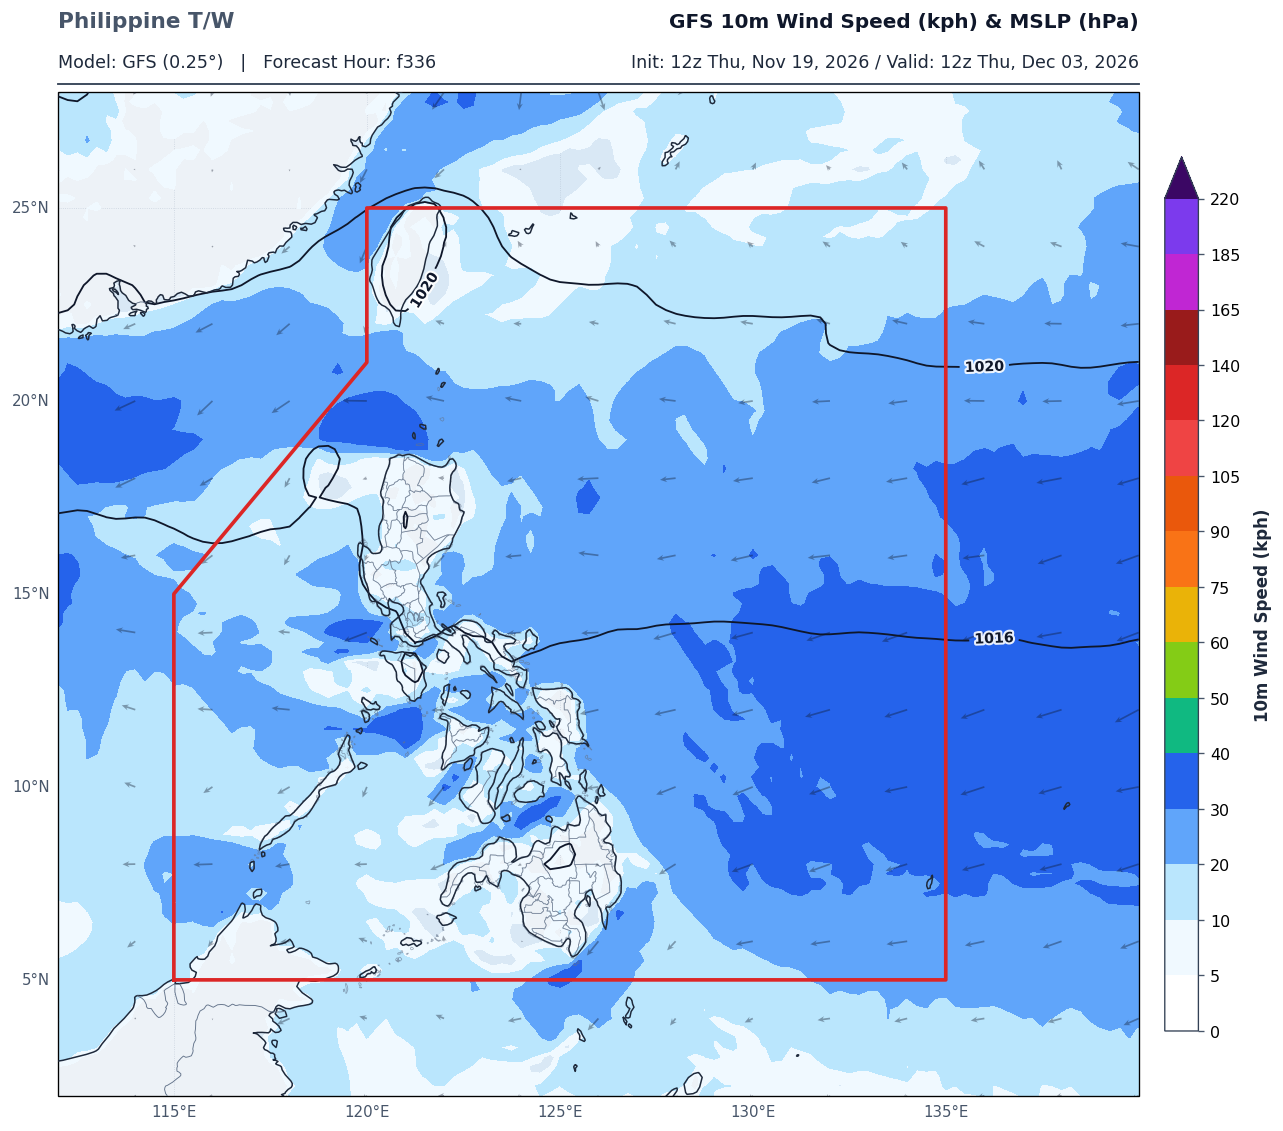 Philippine T/W
GFS 10m Wind Speed (kph) & MSLP (hPa)
Model: GFS (0.25°)   |   Forecast Hour: f336
Init: 12z Thu, Nov 19, 2026 / Valid: 12z Thu, Dec 03, 2026
25°N
20°N
15°N
10°N
5°N
115°E
120°E
125°E
130°E
135°E
1020
1020
1016
220
185
165
140
120
105
90
75
60
50
40
30
20
10
5
0
10m Wind Speed (kph)